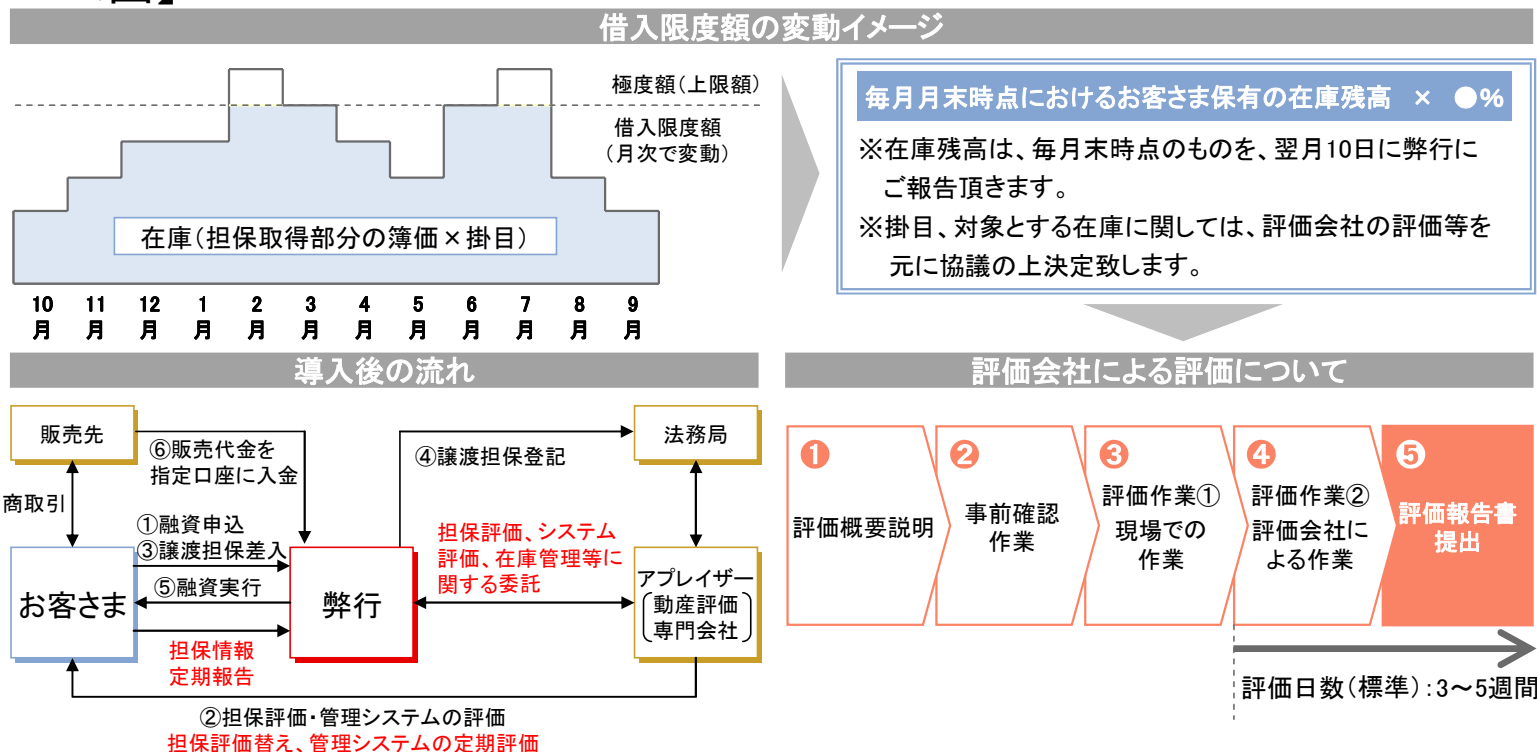 借入限度額の変動イメージ
極度額(上限額)
借入限度額
(月次で変動)
在庫(担保取得部分の簿価×掛目)
10月
11月
12月
1月
2月
3月
4月
5月
6月
7月
8月
9月
毎月月末時点におけるお客さま保有の在庫残高 × ●%
※在庫残高は、毎月末時点のものを、翌月10日に弊行に
ご報告頂きます。
※掛目、対象とする在庫に関しては、評価会社の評価等を
元に協議の上決定致します。
導入後の流れ
販売先
⑥販売代金を
指定口座に入金
④譲渡担保登記
法務局
商取引
①融資申込
③譲渡担保差入
⑤融資実行
お客さま
弊行
担保評価、システム
評価、在庫管理等に
関する委託
アプレイザー
動産評価
専門会社
担保情報
定期報告
②担保評価・管理システムの評価
担保評価替え、管理システムの定期評価
評価会社による評価について
❶
評価概要説明
❷
事前確認
作業
❸
評価作業①
現場での
作業
❹
評価作業②
評価会社に
よる作業
❺
評価報告書
提出
評価日数(標準):3~5週間